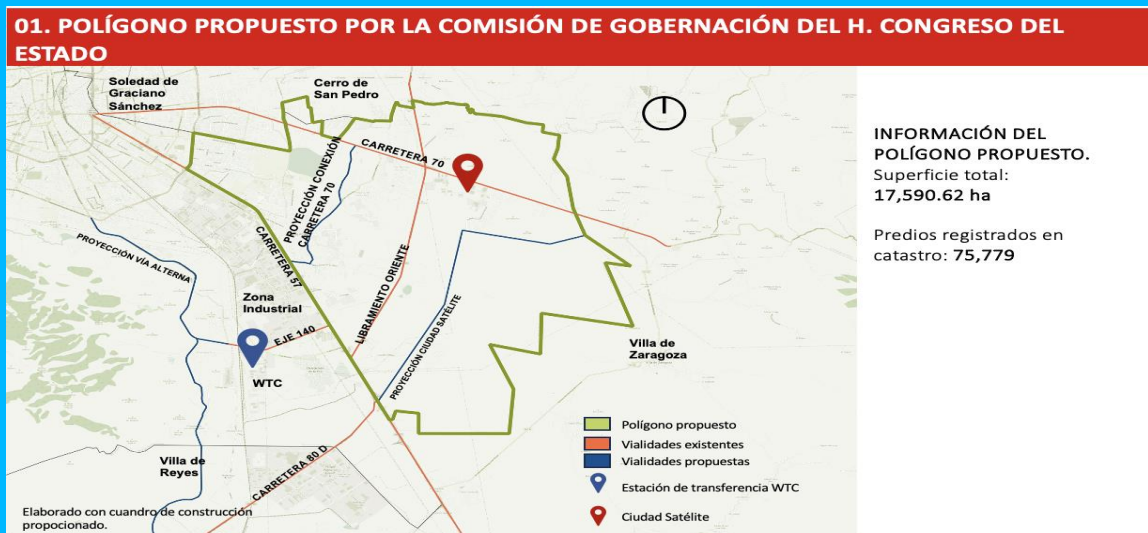 01. POLÍGONO PROPUESTO POR LA COMISIÓN DE GOBERNACIÓN DEL H. CONGRESO DEL
ESTADO
Soledad de
Graciano
Sánchez
Cerro de
San Pedro
CARRETERA 70
PROYECCIÓN CONEXIÓN
CARRETERA 70
CARRETERA 57
PROYECCIÓN VÍA ALTERNA
LIBRAMIENTO ORIENTE
PROYECCIÓN CIUDAD SATÉLITE
Zona
Industrial
EJE 140
WTC
Villa de
Zaragoza
Villa de
Reyes
CARRETERA 80 D
Elaborado con cuandro de construcción
propocionado.
Polígono propuesto
Vialidades existentes
Vialidades propuestas
Estación de transferencia WTC
Ciudad Satélite
INFORMACIÓN DEL
POLÍGONO PROPUESTO.
Superficie total:
17,590.62 ha
Predios registrados en
catastro: 75,779